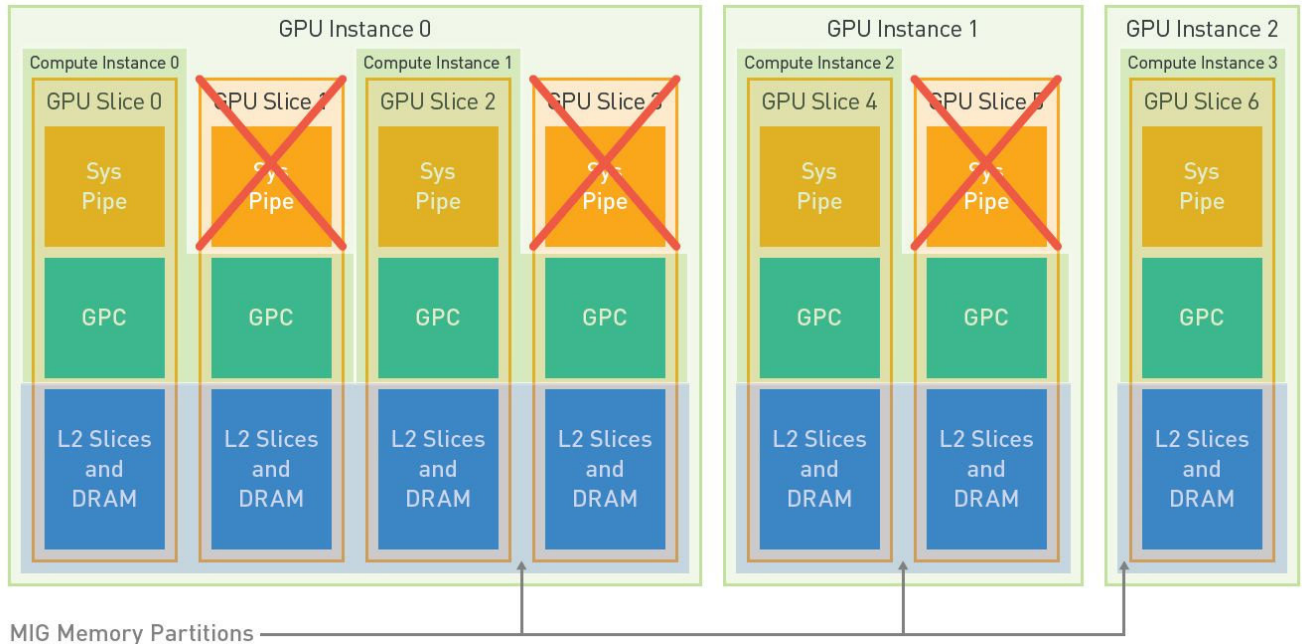 GPU Instance 0
GPU Instance 1
GPU Instance 2
Compute Instance 0
Compute Instance 1
Compute Instance 2
Compute Instance 3
GPU Slice 0
GPU Slice 1
GPU Slice 2
GPU Slice 3
GPU Slice 4
GPU Slice 5
GPU Slice 6
Sys
Pipe
Sys
Pipe
Sys
Pipe
Sys
Pipe
Sys
Pipe
Sys
Pipe
Sys
Pipe
GPC
GPC
GPC
GPC
GPC
GPC
GPC
L2 Slices
and
DRAM
L2 Slices
and
DRAM
L2 Slices
and
DRAM
L2 Slices
and
DRAM
L2 Slices
and
DRAM
L2 Slices
and
DRAM
L2 Slices
and
DRAM
MIG Memory Partitions